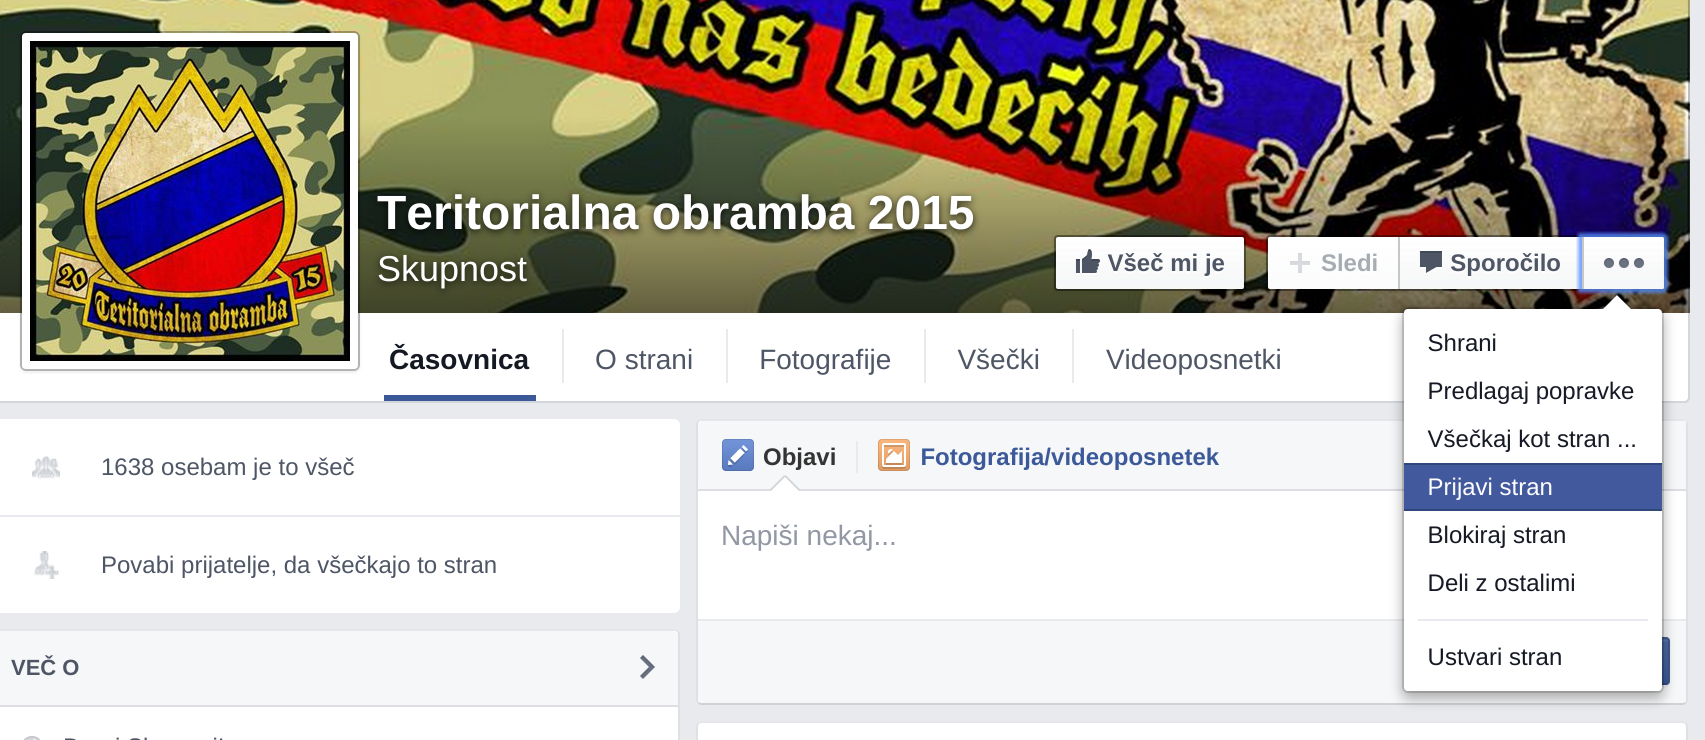 nas bedečih!
20
15
Teritorialna obramba
Teritorialna obramba 2015
Skupnost
Všeč mi je
Sledi
Sporočilo
Časovnica
O strani
Fotografije
Všečki
Videoposnetki
Shrani
Predlagaj popravke
Všečkaj kot stran ...
Prijavi stran
Blokiraj stran
Deli z ostalimi
Ustvari stran
1638 osebam je to všeč
Povabi prijatelje, da všečkajo to stran
VEČ O
Objavi
Fotografija/videoposnetek
Napiši nekaj...